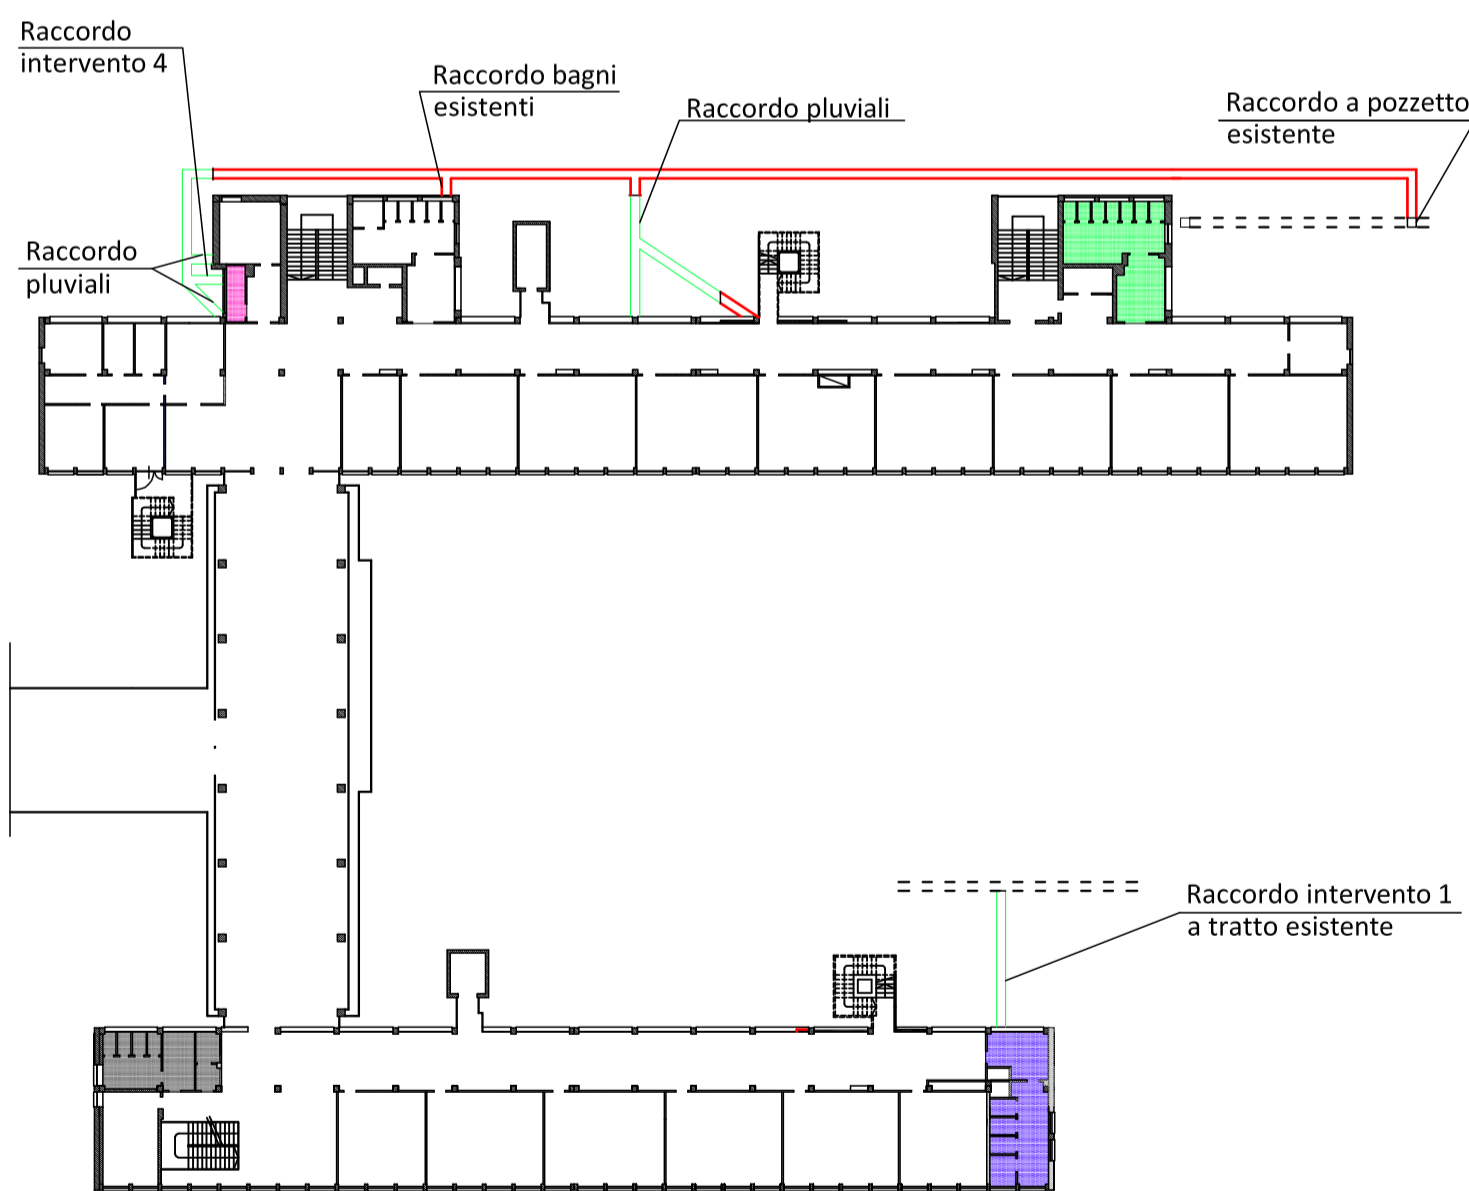 Raccordo
intervento 4
Raccordo bagni
esistenti
Raccordo pluviali
Raccordo a pozzetto
esistente
Raccordo
pluviali
Raccordo intervento 1
a tratto esistente